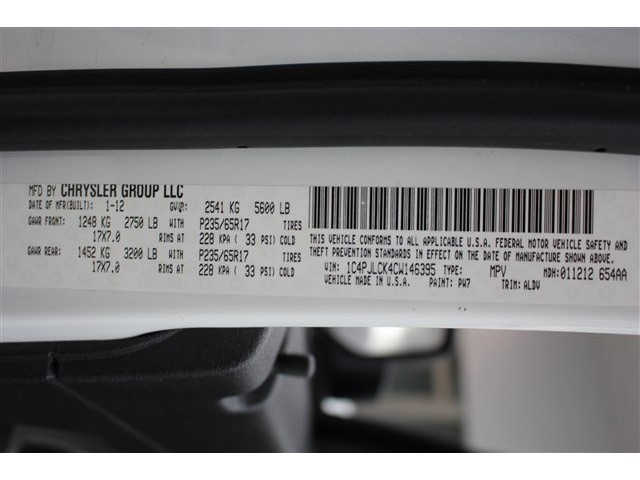 MFD BY CHRYSLER GROUP LLC
DATE OF MFR(BUILT): 1-12 GVWR: 2541 KG 5600 LB
GAWR FRONT: 1248 KG 2750 LB WITH P235/65R17 TIRES
17X7.0 RIMS AT 228 KPA ( 33 PSI) COLD
GAWR REAR: 1452 KG 3200 LB WITH P235/65R17 TIRES
17X7.0 RIMS AT 228 KPA ( 33 PSI) COLD
THIS VEHICLE CONFORMS TO ALL APPLICABLE U.S.A. FEDERAL MOTOR VEHICLE SAFETY AND
THEFT PREVENTION STANDARDS IN EFFECT ON THE DATE OF MANUFACTURE SHOWN ABOVE.
VIN: 1C4PJLCK4CW146395 TYPE: MPV MDH: 011212 654AA
VEHICLE MADE IN U.S.A. PAINT: PW7 TRIM: ALDV